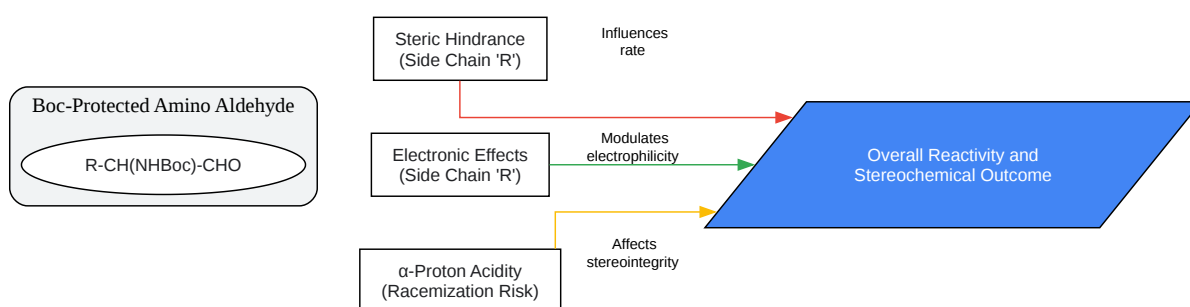 Boc-Protected Amino Aldehyde
R-CH(NHBoc)-CHO
Steric Hindrance
(Side Chain 'R')
Influences
rate
Electronic Effects
(Side Chain 'R')
Modulates
electrophilicity
α-Proton Acidity
(Racemization Risk)
Affects
stereointegrity
Overall Reactivity and
Stereochemical Outcome